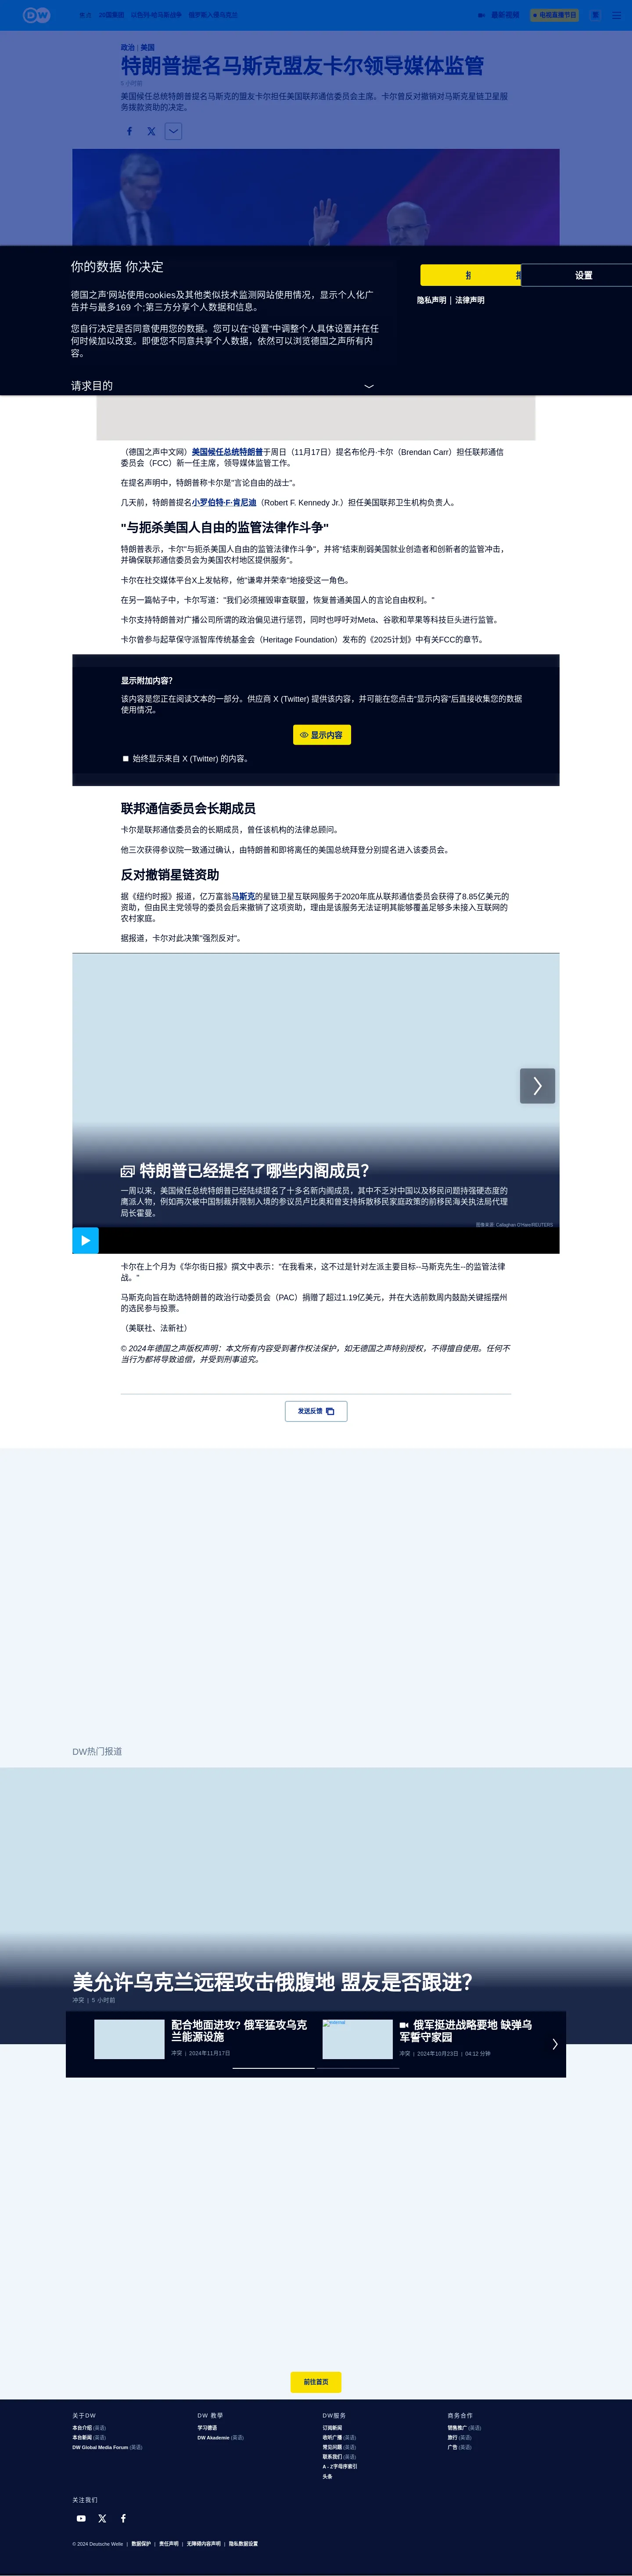 DW
焦点 20国峰会 以色列-哈马斯战争 俄罗斯入侵乌克兰
最新视频
电视直播节目
政治 | 美国
特朗普提名马斯克盟友卡尔领导媒体监管
美国候任总统特朗普提名马斯克的盟友卡尔担任美国联邦通信委员会主席。卡尔曾反对撤销对马斯克星链卫星服
务拨款资助的决定。
你的数据 你决定
设置
隐私声明 | 法律声明
德国之声'网站使用cookies及其他类似技术监测网站使用情况，显示个人化广
告并与最多169 个;第三方分享个人数据和信息。
您自行决定是否同意使用您的数据。您可以在“设置”中调整个人具体设置并在任
何时候加以改变。即便您不同意共享个人数据，依然可以浏览德国之声所有内
容。
请求目的
（德国之声中文网）美国候任总统特朗普于周日（11月17日）提名布伦丹·卡尔（Brendan Carr）担任联邦通信
委员会（FCC）新一任主席，领导媒体监管工作。
在提名声明中，特朗普称卡尔是"言论自由的战士"。
几天前，特朗普提名小罗伯特·F·肯尼迪（Robert F. Kennedy Jr.）担任美国联邦卫生机构负责人。
"与扼杀美国人自由的监管法律作斗争"
特朗普表示，卡尔"与扼杀美国人自由的监管法律作斗争"，并将"结束削弱美国就业创造者和创新者的监管冲击，
并确保联邦通信委员会为美国农村地区提供服务"。
卡尔在社交媒体平台X上发帖称，他"谦卑并荣幸"地接受这一角色。
在另一篇帖子中，卡尔写道："我们必须摧毁审查联盟，恢复普通美国人的言论自由权利。"
卡尔支持特朗普对广播公司所谓的政治偏见进行惩罚，同时也呼吁对Meta、谷歌和苹果等科技巨头进行监管。
卡尔曾参与起草保守派智库传统基金会（Heritage Foundation）发布的《2025计划》中有关FCC的章节。
显示附加内容?
该内容是您正在阅读文本的一部分。供应商 X (Twitter) 提供该内容，并可能在您点击“显示内容”后直接收集您的数据
使用情况。
显示内容
始终显示来自 X (Twitter) 的内容。
联邦通信委员会长期成员
卡尔是联邦通信委员会的长期成员，曾任该机构的法律总顾问。
他三次获得参议院一致通过确认，由特朗普和即将离任的美国总统拜登分别提名进入该委员会。
反对撤销星链资助
据《纽约时报》报道，亿万富翁马斯克的星链卫星互联网服务于2020年底从联邦通信委员会获得了8.85亿美元的
资助，但由民主党领导的委员会后来撤销了这项资助，理由是该服务无法证明其能够覆盖足够多未接入互联网的
农村家庭。
据报道，卡尔对此决策"强烈反对"。
特朗普已经提名了哪些内阁成员?
一周以来，美国候任总统特朗普已经陆续提名了十多名新内阁成员，其中不乏对中国以及移民问题持强硬态度的
鹰派人物，例如两次被中国制裁并限制入境的参议员卢比奥和曾支持拆散移民家庭政策的前移民海关执法局代理
局长霍曼。
图像来源: Callaghan O'Hare/REUTERS
卡尔在上个月为《华尔街日报》撰文中表示："在我看来，这不过是针对左派主要目标--马斯克先生--的监管法律
战。"
马斯克向旨在助选特朗普的政治行动委员会（PAC）捐赠了超过1.19亿美元，并在大选前数周内鼓励关键摇摆州
的选民参与投票。
（美联社、法新社）
© 2024年德国之声版权声明：本文所有内容受到著作权法保护，如无德国之声特别授权，不得擅自使用。任何不
当行为都将导致追偿，并受到刑事追究。
发送反馈
DW热门报道
美允许乌克兰远程攻击俄腹地 盟友是否跟进?
冲突 | 5 小时前
配合地面进攻? 俄军猛攻乌克
兰能源设施
冲突 | 2024年11月17日
俄军挺进战略要地 缺弹乌
军誓守家园
冲突 | 2024年10月23日 | 04:12 分钟
前往首页
关于DW
本台介绍 (英语)
本台新闻 (英语)
DW Global Media Forum (英语)
DW 教學
学习德语
DW Akademie (英语)
DW服务
订阅新闻
收听广播 (英语)
常见问题 (英语)
联系我们 (英语)
A - Z字母序索引
头条
商务合作
销售推广 (英语)
旅行 (英语)
广告 (英语)
关注我们
© 2024 Deutsche Welle | 数据保护 | 责任声明 | 无障碍内容声明 | 隐私数据设置